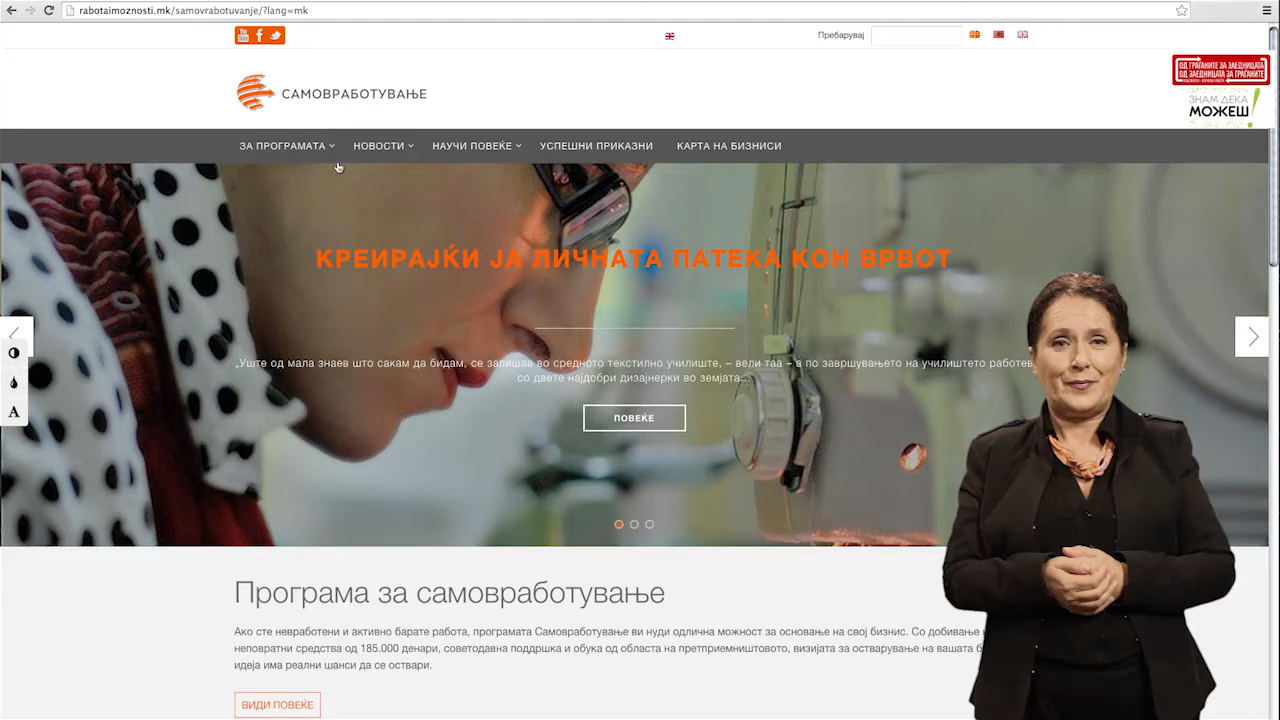 rabotaimoznosti.mk/samovrabotuvanje/?lang=mk
You
Пребарувај
САМОВРАБОТУВАЊЕ
ОД ГРАЃАНИТЕ ЗА ЗАЕДНИЦАТА
ОД ЗАЕДНИЦАТА ЗА ГРАЃАНИТЕ
ЗНАМ ДЕКА
МОЖЕШ!
ЗА ПРОГРАМАТА НОВОСТИ НАУЧИ ПОВЕЌЕ УСПЕШНИ ПРИКАЗНИ КАРТА НА БИЗНИСИ
КРЕИРАЈЌИ ЈА ЛИЧНАТА ПАТЕКА КОН ВРВОТ
„Уште од мала знаев што сакам да бидам, се запишав во средното текстилно училиште, – вели таа – а по завршувањето на училиштето работев
со двете најдобри дизајнерки во земјата...
A
ПОВЕЌЕ
Програма за самовработување
Ако сте невработени и активно барате работа, програмата Самовработување ви нуди одлична можност за основање на свој бизнис. Со добивање
неповратни средства од 185.000 денари, советодавна поддршка и обука од областа на претприемништвото, визијата за остварување на вашата
идеја има реални шанси да се оствари.
ВИДИ ПОВЕЌЕ